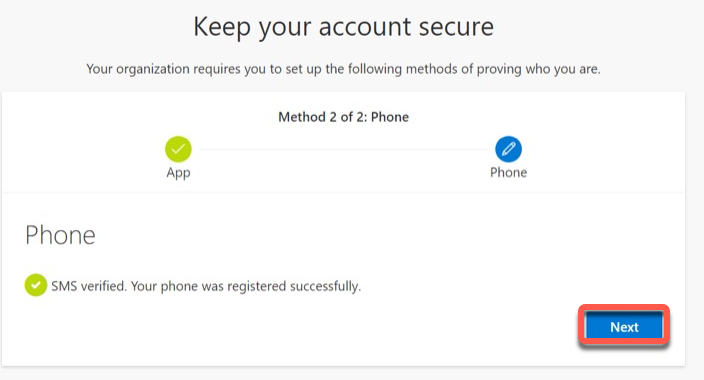 Keep your account secure
Your organization requires you to set up the following methods of proving who you are.
Method 2 of 2: Phone
App
Phone
Phone
SMS verified. Your phone was registered successfully.
Next